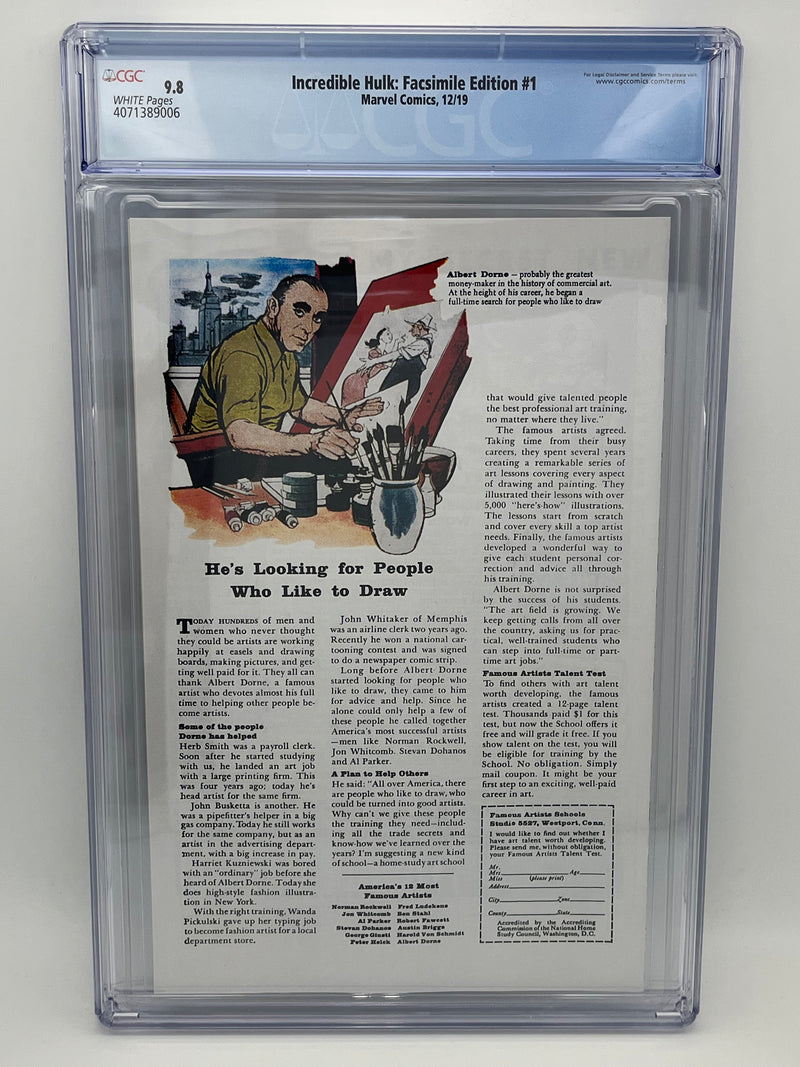 CGC
9.8
WHITE Pages
4071389006
Incredible Hulk: Facsimile Edition #1
Marvel Comics, 12/19
For Legal Disclaimer and Service Terms please visit:
www.cgccomics.com/terms
CGC
Albert Dorne — probably the greatest
money-maker in the history of commercial art.
At the height of his career, he began a
full-time search for people who like to draw
He's Looking for People
Who Like to Draw
TODAY HUNDREDS of men and
women who never thought
they could be artists are working
happily at easels and drawing
boards, making pictures, and get-
ting well paid for it. They all can
thank Albert Dorne, a famous
artist who devotes almost his full
time to helping other people be-
come artists.
Some of the people
Dorne has helped
Herb Smith was a payroll clerk.
Soon after he started studying
with us, he landed an art job
with a large printing firm. This
was four years ago; today he's
head artist for the same firm.
John Busketta is another. He
was a pipefitter's helper in a big
gas company. Today he still works
for the same company, but as an
artist in the advertising depart-
ment, with a big increase in pay.
Harriet Kuzniewski was bored
with an "ordinary" job before she
heard of Albert Dorne. Today she
does high-style fashion illustra-
tion in New York.
With the right training, Wanda
Pickulski gave up her typing job
to become fashion artist for a local
department store.
John Whitaker of Memphis
was an airline clerk two years ago.
Recently he won a national car-
tooning contest and was signed
to do a newspaper comic strip.
Long before Albert Dorne
started looking for people who
like to draw, they came to him
for advice and help. Since he
alone could only help a few of
these people he called together
America's most successful artists
—men like Norman Rockwell,
Jon Whitcomb, Stevan Dohanos
and Al Parker.
A Plan to Help Others
He said: "All over America, there
are people who like to draw, who
could be turned into good artists.
Why can't we give these people
the training they need—includ-
ing all the trade secrets and
know-how we've learned over the
years? I'm suggesting a new kind
of school—a home-study art school
America's 12 Most
Famous Artists
Norman Rockwell Fred Ludekens
Jon Whitcomb Ben Stahl
Al Parker Robert Fawcett
Stevan Dohanos Austin Briggs
George Giusti Harold Von Schmidt
Peter Helck Albert Dorne
that would give talented people
the best professional art training,
no matter where they live."
The famous artists agreed.
Taking time from their busy
careers, they spent several years
creating a remarkable series of
art lessons covering every aspect
of drawing and painting. They
illustrated their lessons with over
5,000 "here's-how" illustrations.
The lessons start from scratch
and cover every skill a top artist
needs. Finally, the famous artists
developed a wonderful way to
give each student personal cor-
rection and advice all through
his training.
Albert Dorne is not surprised
by the success of his students.
"The art field is growing. We
keep getting calls from all over
the country, asking us for prac-
tical, well-trained students who
can step into full-time or part-
time art jobs."
Famous Artists Talent Test
To find others with art talent
worth developing, the famous
artists created a 12-page talent
test. Thousands paid $1 for this
test, but now the School offers it
free and will grade it free. If you
show talent on the test, you will
be eligible for training by the
School. No obligation. Simply
mail coupon. It might be your
first step to an exciting, well-paid
career in art.
Famous Artists Schools
Studio 5527, Westport, Conn.
I would like to find out whether I
have art talent worth developing.
Please send me, without obligation,
your Famous Artists Talent Test.
Mr.
Mrs. Age
Miss (please print)
Address
City Zone
County State
Accredited by the Accrediting
Commission of the National Home
Study Council, Washington, D.C.